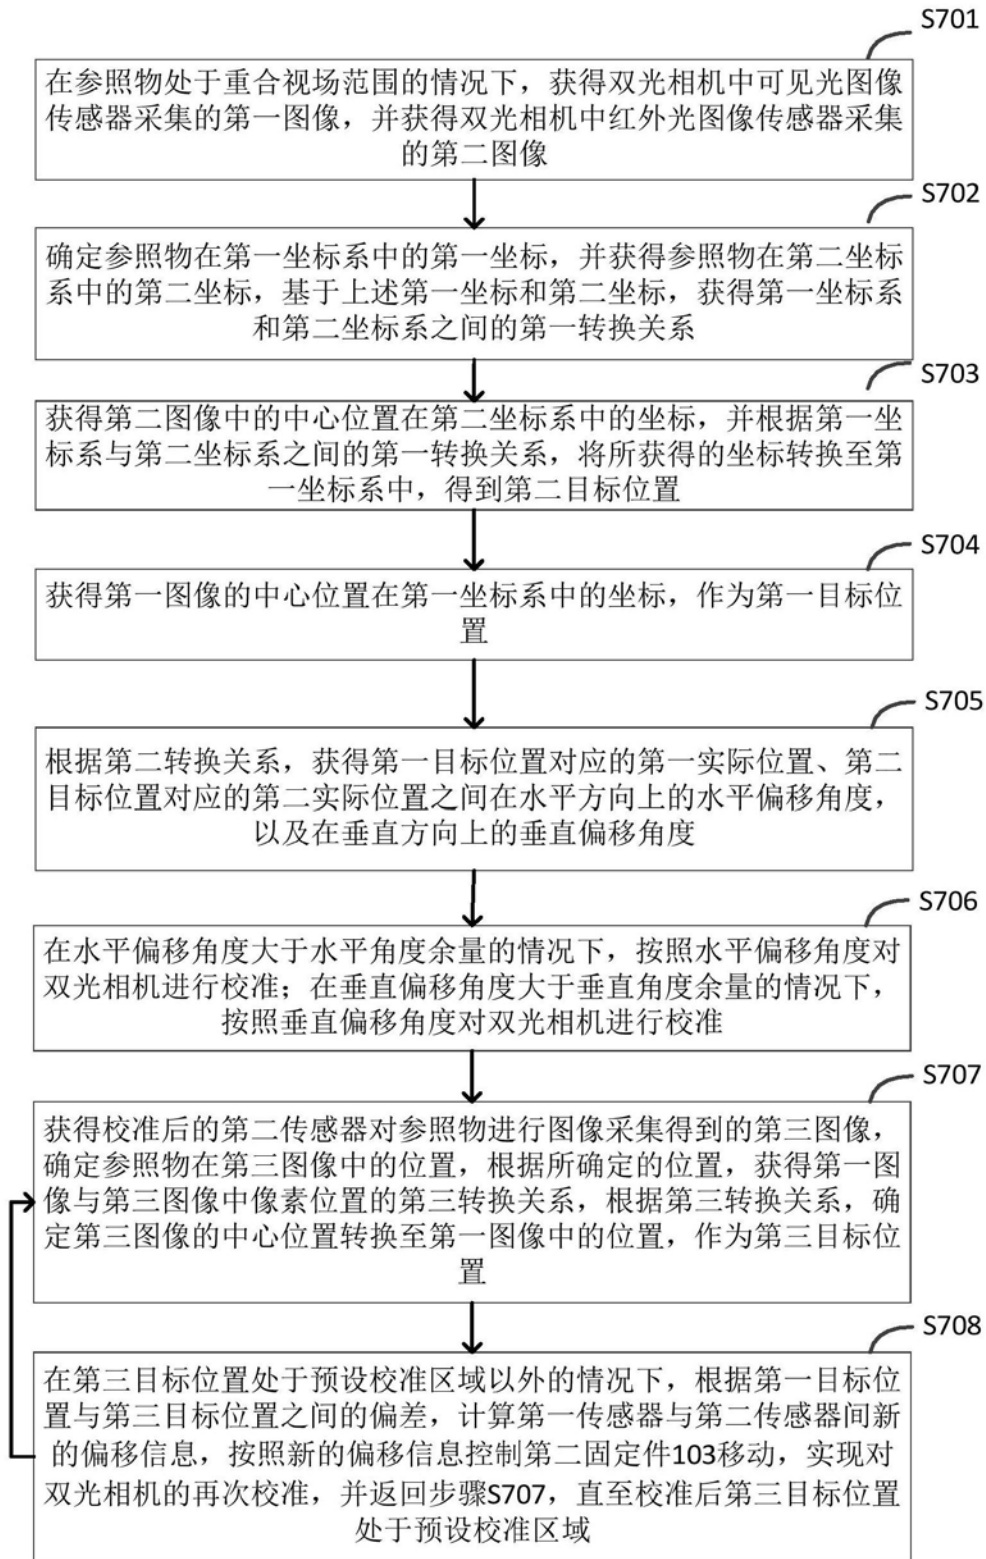 S701
在参照物处于重合视场范围的情况下，获得双光相机中可见光图像
传感器采集的第一图像，并获得双光相机中红外光图像传感器采集
的第二图像
S702
确定参照物在第一坐标系中的第一坐标，并获得参照物在第二坐标
系中的第二坐标，基于上述第一坐标和第二坐标，获得第一坐标系
和第二坐标系之间的第一转换关系
S703
获得第二图像中的中心位置在第二坐标系中的坐标，并根据第一坐
标系与第二坐标系之间的第一转换关系，将所获得的坐标转换至第
一坐标系中，得到第二目标位置
S704
获得第一图像的中心位置在第一坐标系中的坐标，作为第一目标位
置
S705
根据第二转换关系，获得第一目标位置对应的第一实际位置、第二
目标位置对应的第二实际位置之间在水平方向上的水平偏移角度，
以及在垂直方向上的垂直偏移角度
S706
在水平偏移角度大于水平角度余量的情况下，按照水平偏移角度对
双光相机进行校准；在垂直偏移角度大于垂直角度余量的情况下，
按照垂直偏移角度对双光相机进行校准
S707
获得校准后的第二传感器对参照物进行图像采集得到的第三图像，
确定参照物在第三图像中的位置，根据所确定的位置，获得第一图
像与第三图像中像素位置的第三转换关系，根据第三转换关系，确
定第三图像的中心位置转换至第一图像中的位置，作为第三目标位
置
S708
在第三目标位置处于预设校准区域以外的情况下，根据第一目标位
置与第三目标位置之间的偏差，计算第一传感器与第二传感器间新
的偏移信息，按照新的偏移信息控制第二固定件103移动，实现对
双光相机的再次校准，并返回步骤S707，直至校准后第三目标位置
处于预设校准区域